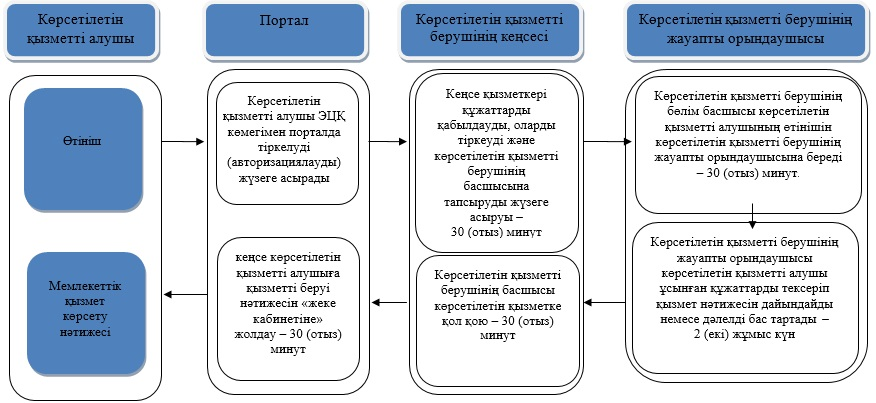 Көрсетілетін
қызметті алушы
Портал
Көрсетілетін қызметті
берушінің кеңсесі
Көрсетілетін қызметті берушінің
жауапты орындаушысы
Өтініш
Көрсетілетін
қызметті алушы ЭЦҚ
көмегімен порталда
тіркелуді
(авторизациялауды)
жүзеге асырады
Кеңсе қызметкері
құжаттарды
қабылдауды, оларды
тіркеуді және
көрсетілетін қызметті
берушінің
басшысына
тапсыруды жүзеге
асыруы –
30 (отыз) минут
Көрсетілетін қызметті берушінің
бөлім басшысы көрсетілетін
қызметті алушының өтінішін
көрсетілетін қызметті берушінің
жауапты орындаушысына береді
– 30 (отыз) минут.
Мемлекеттік
қызмет
көрсету
нәтижесі
кеңсе көрсетілетін
қызметті алушыға
қызметті беруі
нәтижесін «жеке
кабинетіне»
жолдау – 30 (отыз)
минут
Көрсетілетін қызметті
берушінің басшысы
көрсетілетін қызметке
қол қою – 30 (отыз)
минут
Көрсетілетін қызметті берушінің
жауапты орындаушысы
көрсетілетін қызметті алушы
ұсынған құжаттарды тексеріп
қызмет нәтижесін дайындайды
немесе дәлелді бас тартады –
2 (екі) жұмыс күн